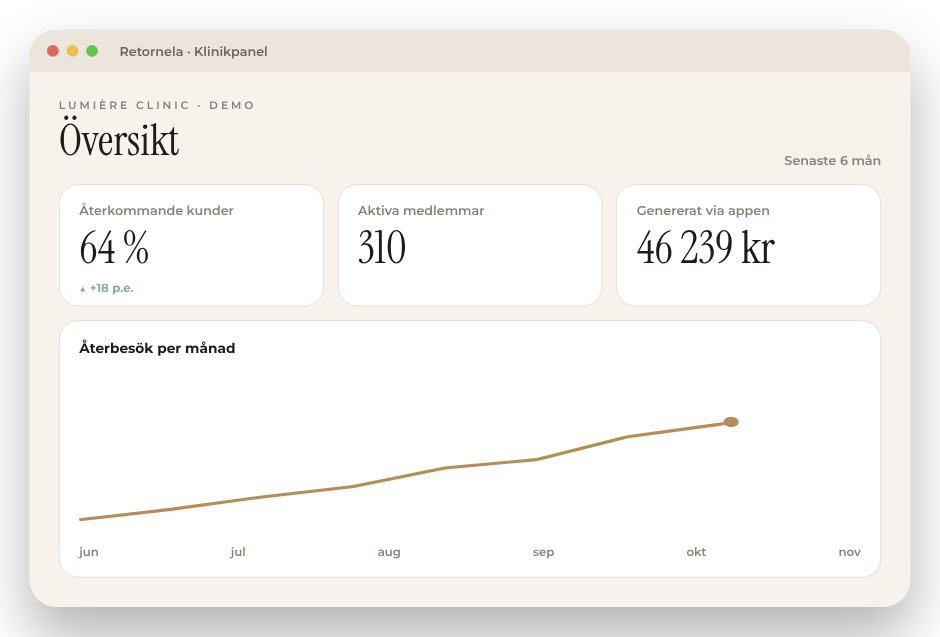 Retornela · Klinikpanel
LUMIÈRE CLINIC · DEMO
Översikt
Senaste 6 mån
Återkommande kunder
64 %
▲ +18 p.e.
Aktiva medlemmar
310
Genererat via appen
46 239 kr
Återbesök per månad
jun jul aug sep okt nov